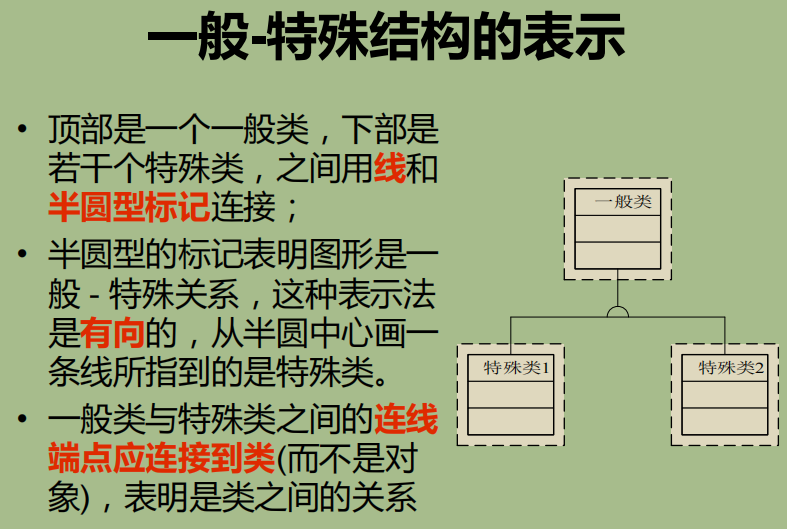 一般-特殊结构的表示
• 顶部是一个一般类，下部是
若干个特殊类，之间用线和
半圆型标记连接；
• 半圆型的标记表明图形是一
般 - 特殊关系，这种表示法
是有向的，从半圆中心画一
条线所指到的是特殊类。
• 一般类与特殊类之间的连线
端点应连接到类(而不是对
象)，表明是类之间的关系
一般类
特殊类1
特殊类2